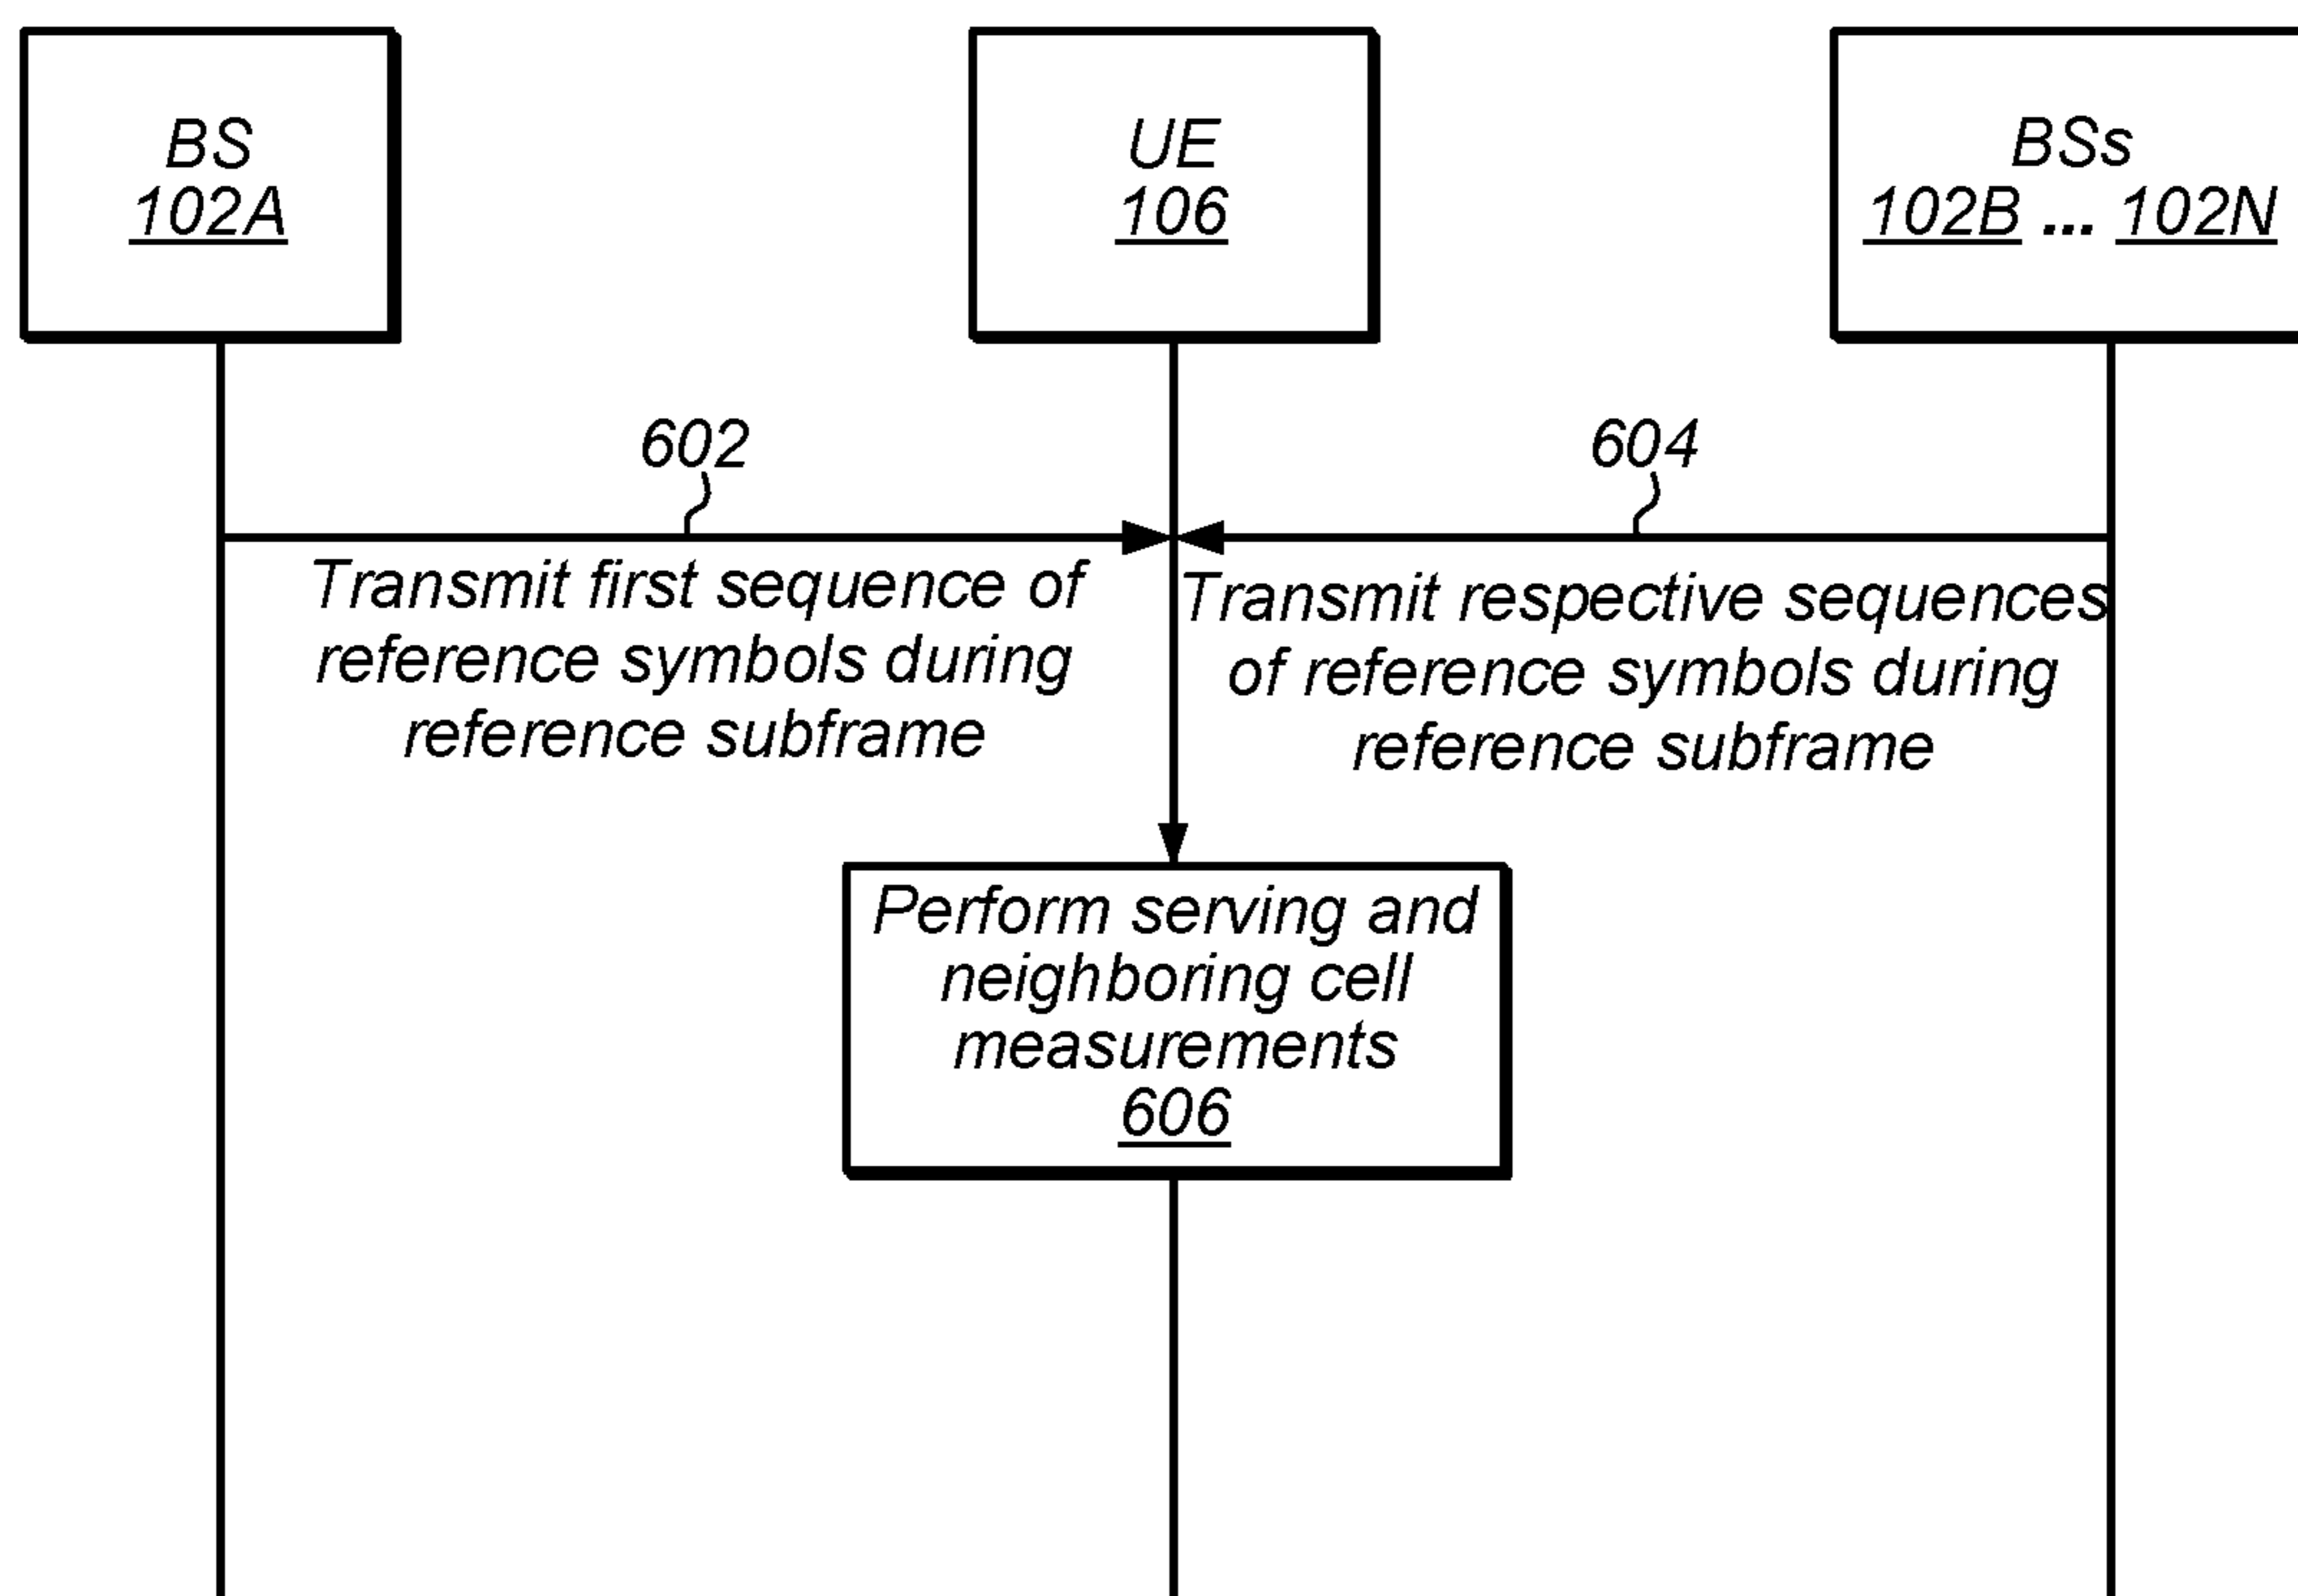 BS
102A
UE
106
BSs
102B ... 102N
602
604
Transmit first sequence of
reference symbols during
reference subframe
Transmit respective sequences
of reference symbols during
reference subframe
Perform serving and
neighboring cell
measurements
606